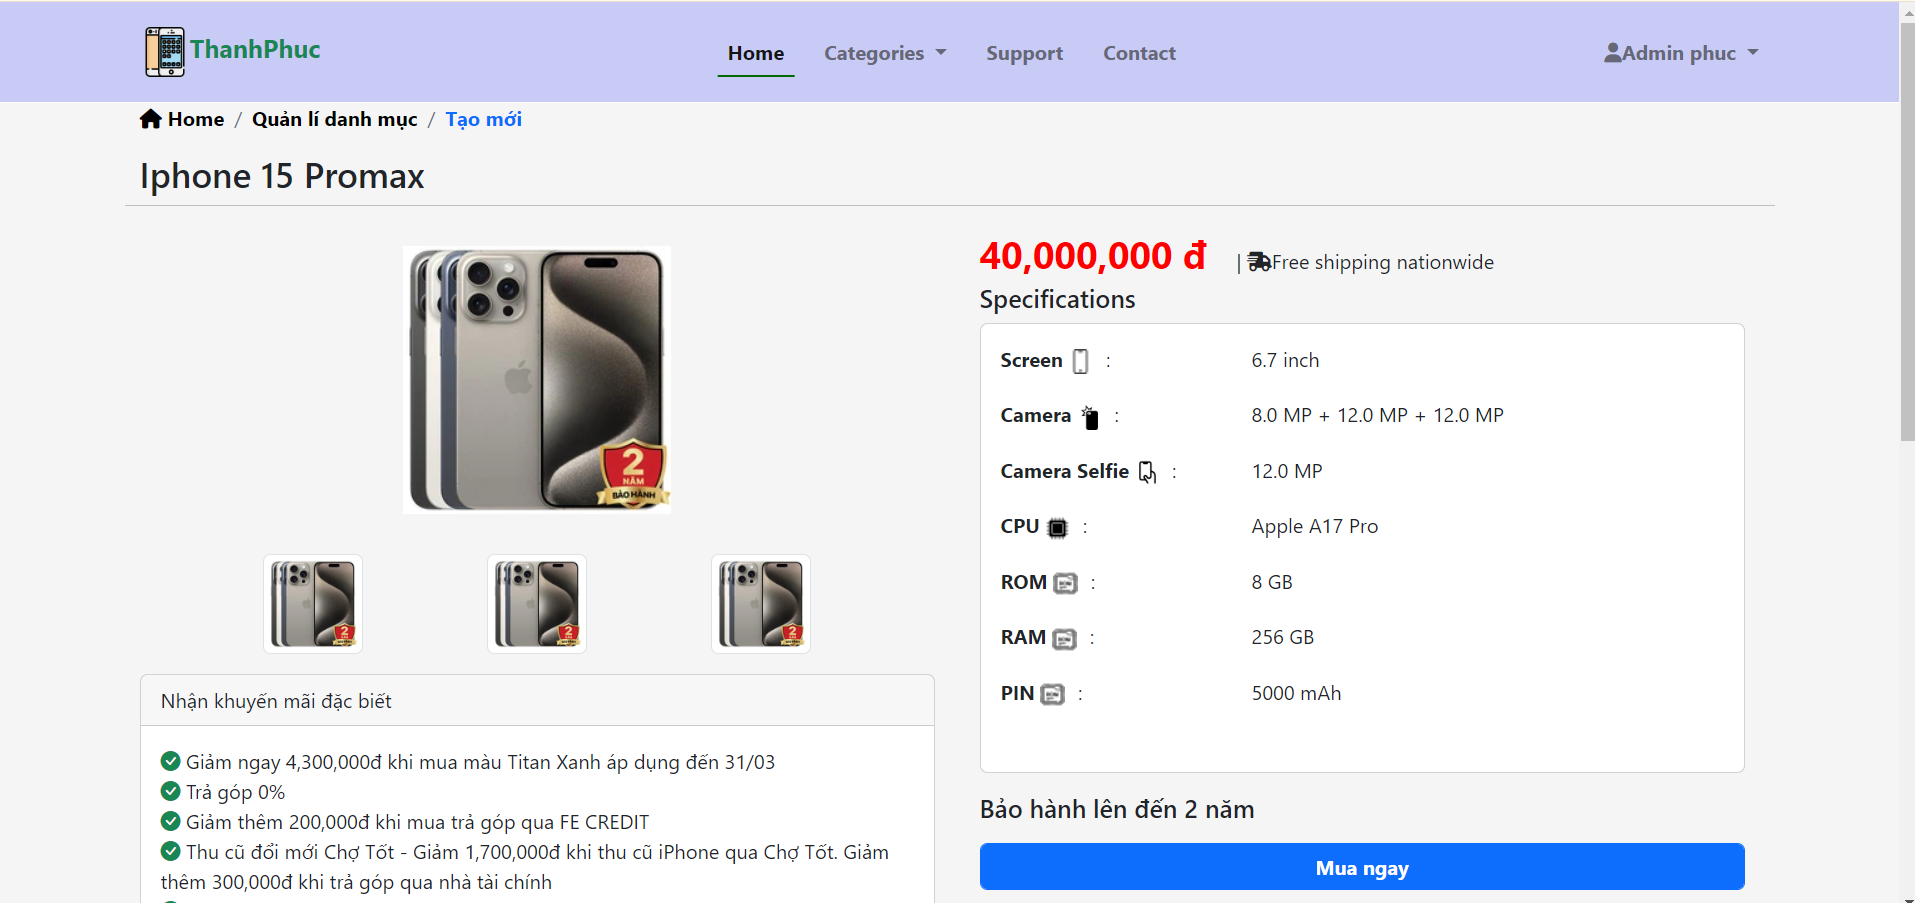 ThanhPhuc
Home Categories Support Contact Admin phuc
Home / Quản lí danh mục / Tạo mới
Iphone 15 Promax
2
NĂM
BẢO HÀNH
Nhận khuyến mãi đặc biệt
Giảm ngay 4,300,000đ khi mua màu Titan Xanh áp dụng đến 31/03
Trả góp 0%
Giảm thêm 200,000đ khi mua trả góp qua FE CREDIT
Thu cũ đổi mới Chợ Tốt - Giảm 1,700,000đ khi thu cũ iPhone qua Chợ Tốt. Giảm
thêm 300,000đ khi trả góp qua nhà tài chính
40,000,000 đ | Free shipping nationwide
Specifications
Screen : 6.7 inch
Camera : 8.0 MP + 12.0 MP + 12.0 MP
Camera Selfie : 12.0 MP
CPU : Apple A17 Pro
ROM : 8 GB
RAM : 256 GB
PIN : 5000 mAh
Bảo hành lên đến 2 năm
Mua ngay